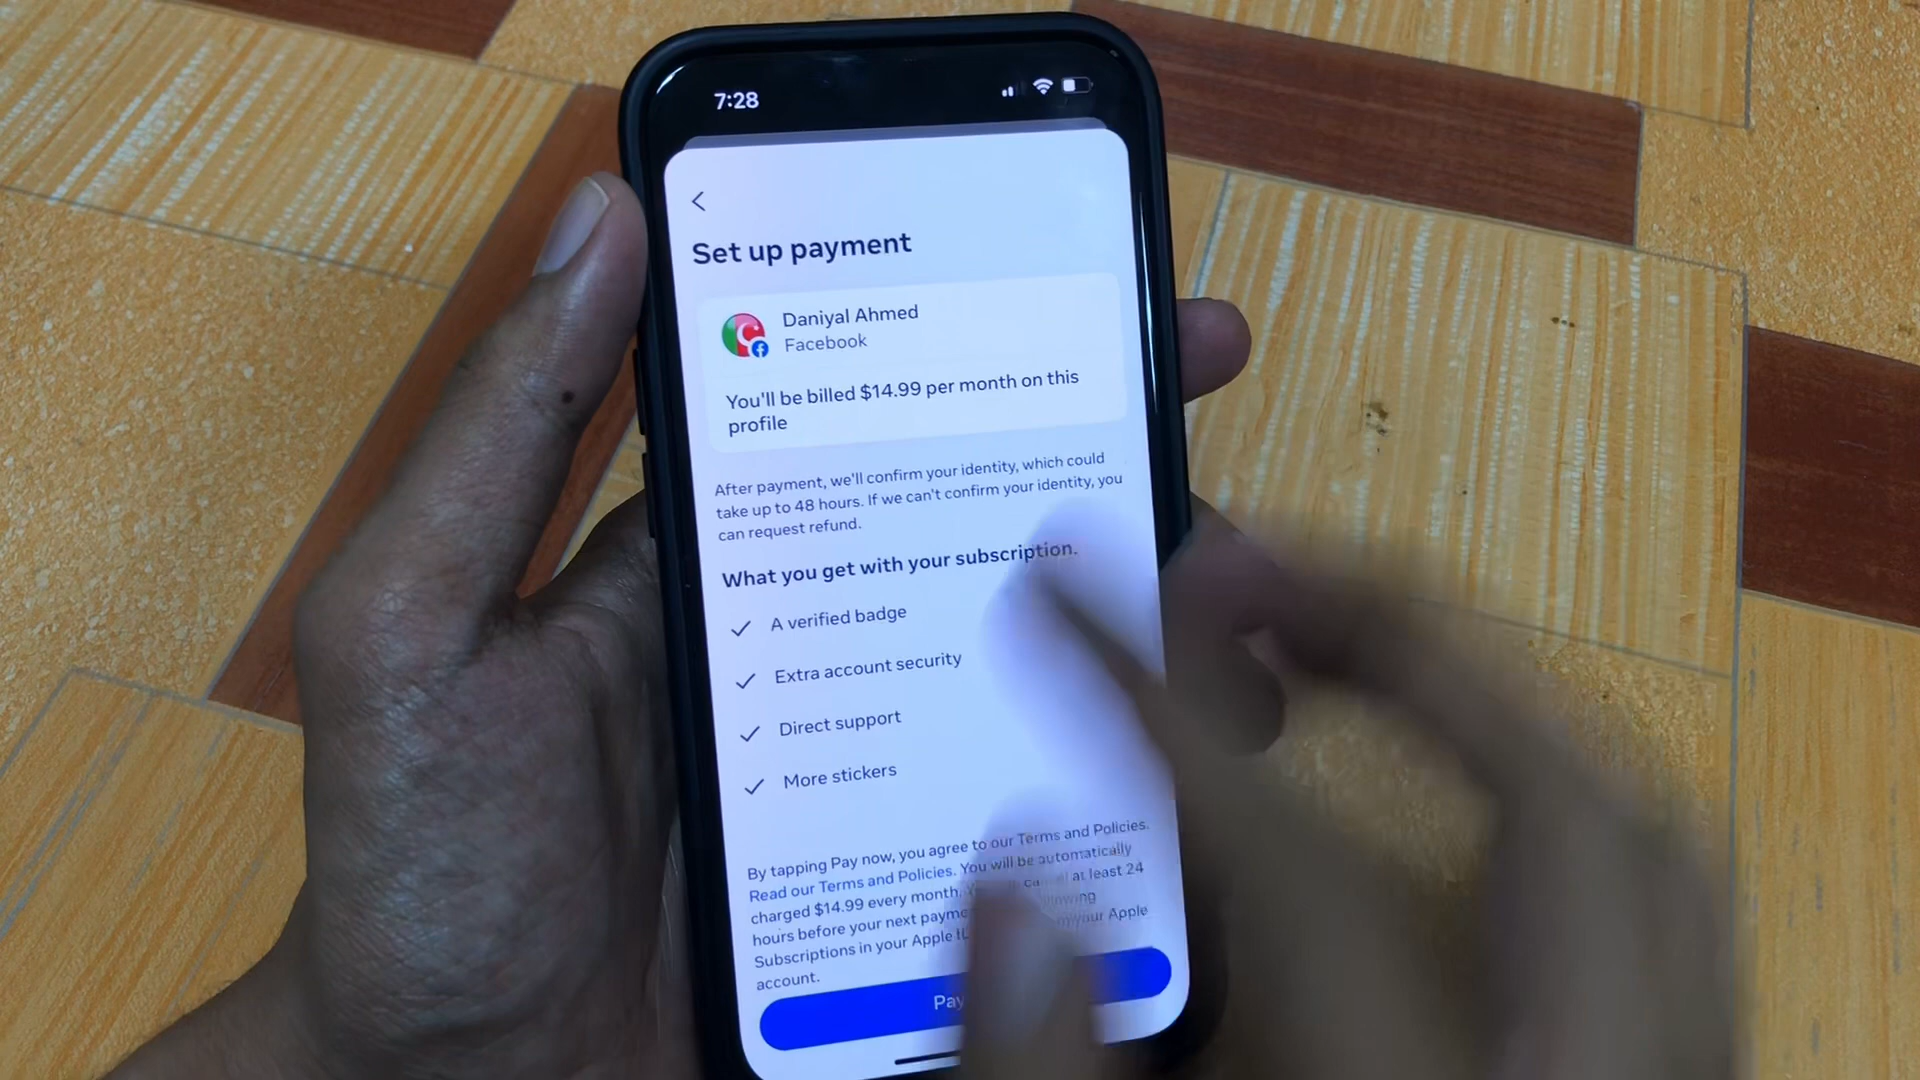 7:28
Set up payment
Daniyal Ahmed
Facebook
You'll be billed $14.99 per month on this
profile
After payment, we'll confirm your identity, which could
take up to 48 hours. If we can't confirm your identity, you
can request refund.
What you get with your subscription.
A verified badge
Extra account security
Direct support
More stickers
By tapping Pay now, you agree to our Terms and Policies.
Read our Terms and Policies. You will be automatically
charged $14.99 every month. at least 24
hours before your next
Subscriptions in your Apple your Apple
account.
Pay